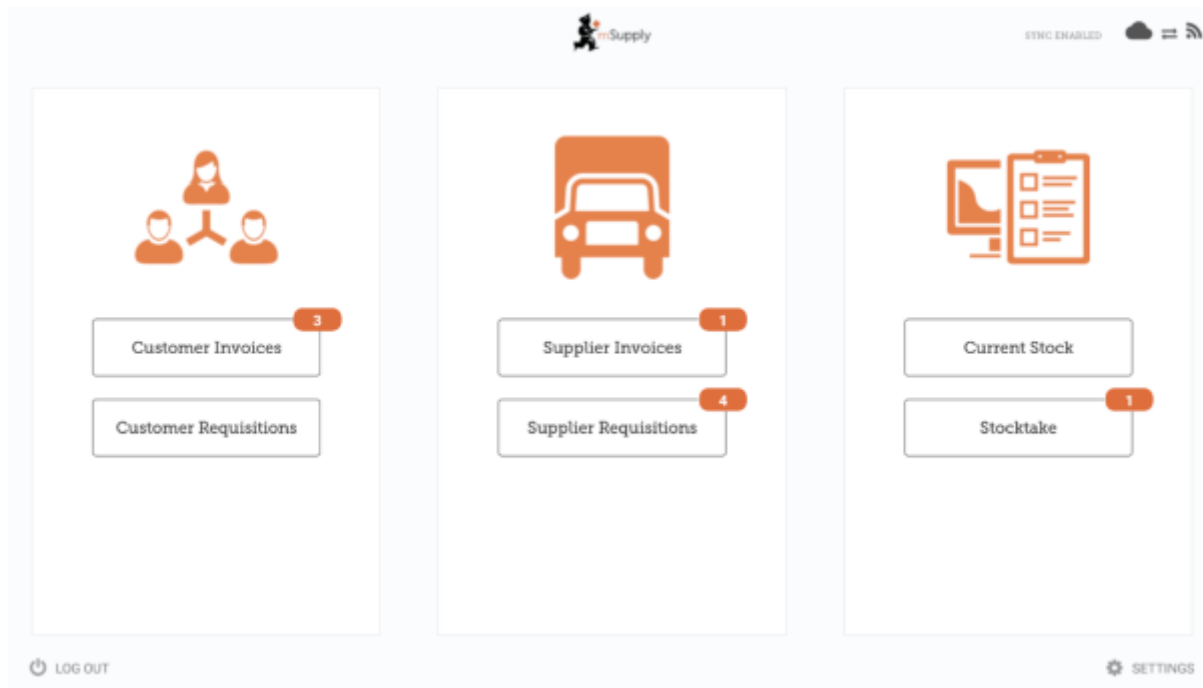 mSupply
SYNC ENABLED
3
Customer Invoices
Customer Requisitions
1
Supplier Invoices
4
Supplier Requisitions
Current Stock
1
Stocktake
LOG OUT
SETTINGS